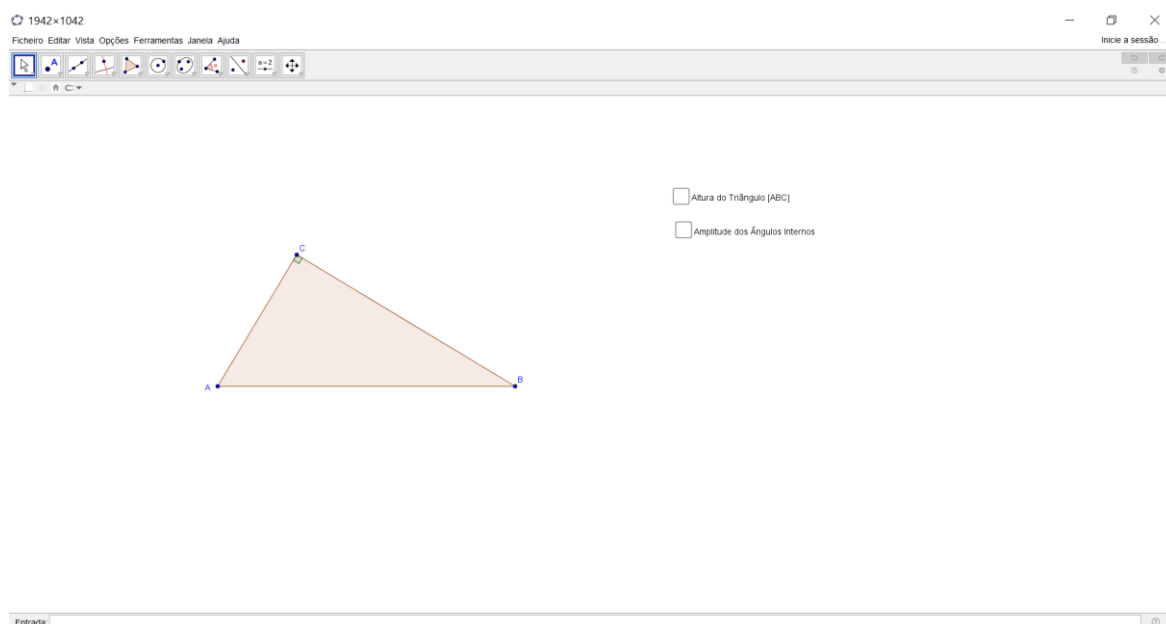 1942×1042
Ficheiro Editar Vista Opções Ferramentas Janela Ajuda
Inicie a sessão...
A
a=2
Altura do Triângulo [ABC]
Amplitude dos Ângulos Internos
C
A
B
Entrada: